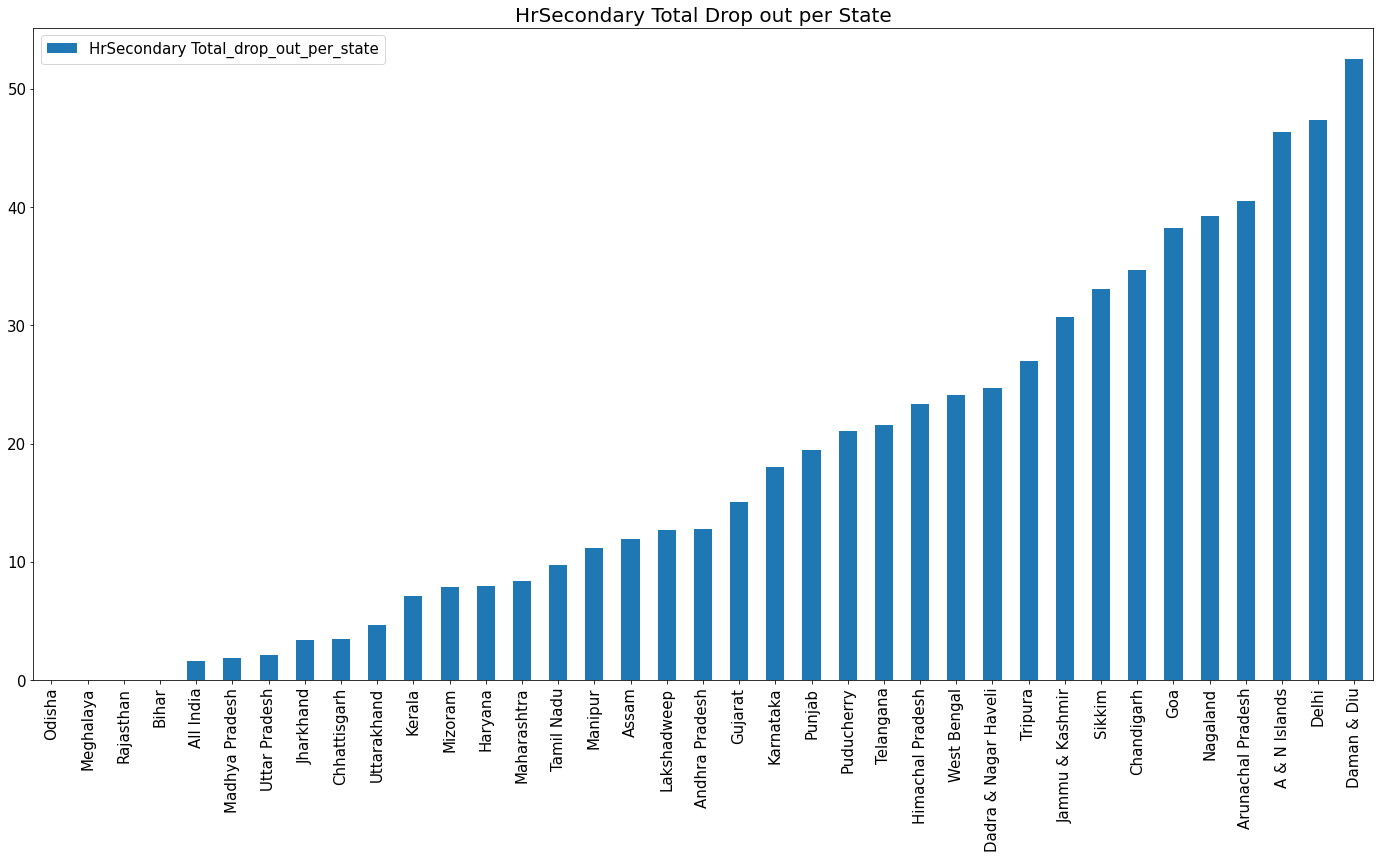 HrSecondary Total Drop out per State
HrSecondary Total_drop_out_per_state
50
40
30
20
10
0
Odisha
Meghalaya
Rajasthan
Bihar
All India
Madhya Pradesh
Uttar Pradesh
Jharkhand
Chhattisgarh
Uttarakhand
Kerala
Mizoram
Haryana
Maharashtra
Tamil Nadu
Manipur
Assam
Lakshadweep
Andhra Pradesh
Gujarat
Karnataka
Punjab
Puducherry
Telangana
Himachal Pradesh
West Bengal
Dadra & Nagar Haveli
Tripura
Jammu & Kashmir
Sikkim
Chandigarh
Goa
Nagaland
Arunachal Pradesh
A & N Islands
Delhi
Daman & Diu